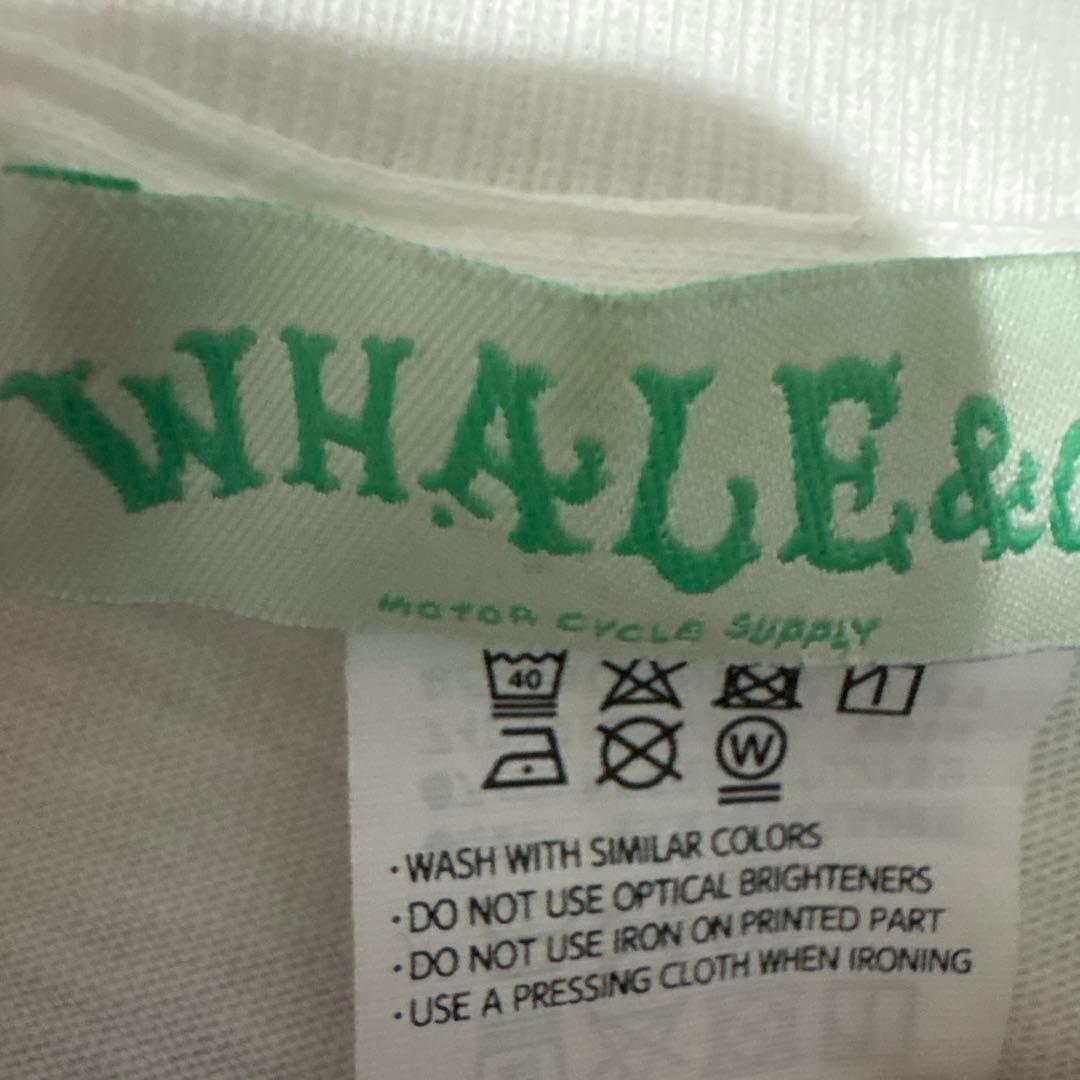 WHALE &
MOTOR CYCLE SUPPLY
40
W
・WASH WITH SIMILAR COLORS
・DO NOT USE OPTICAL BRIGHTENERS
・DO NOT USE IRON ON PRINTED PART
・USE A PRESSING CLOTH WHEN IRONING